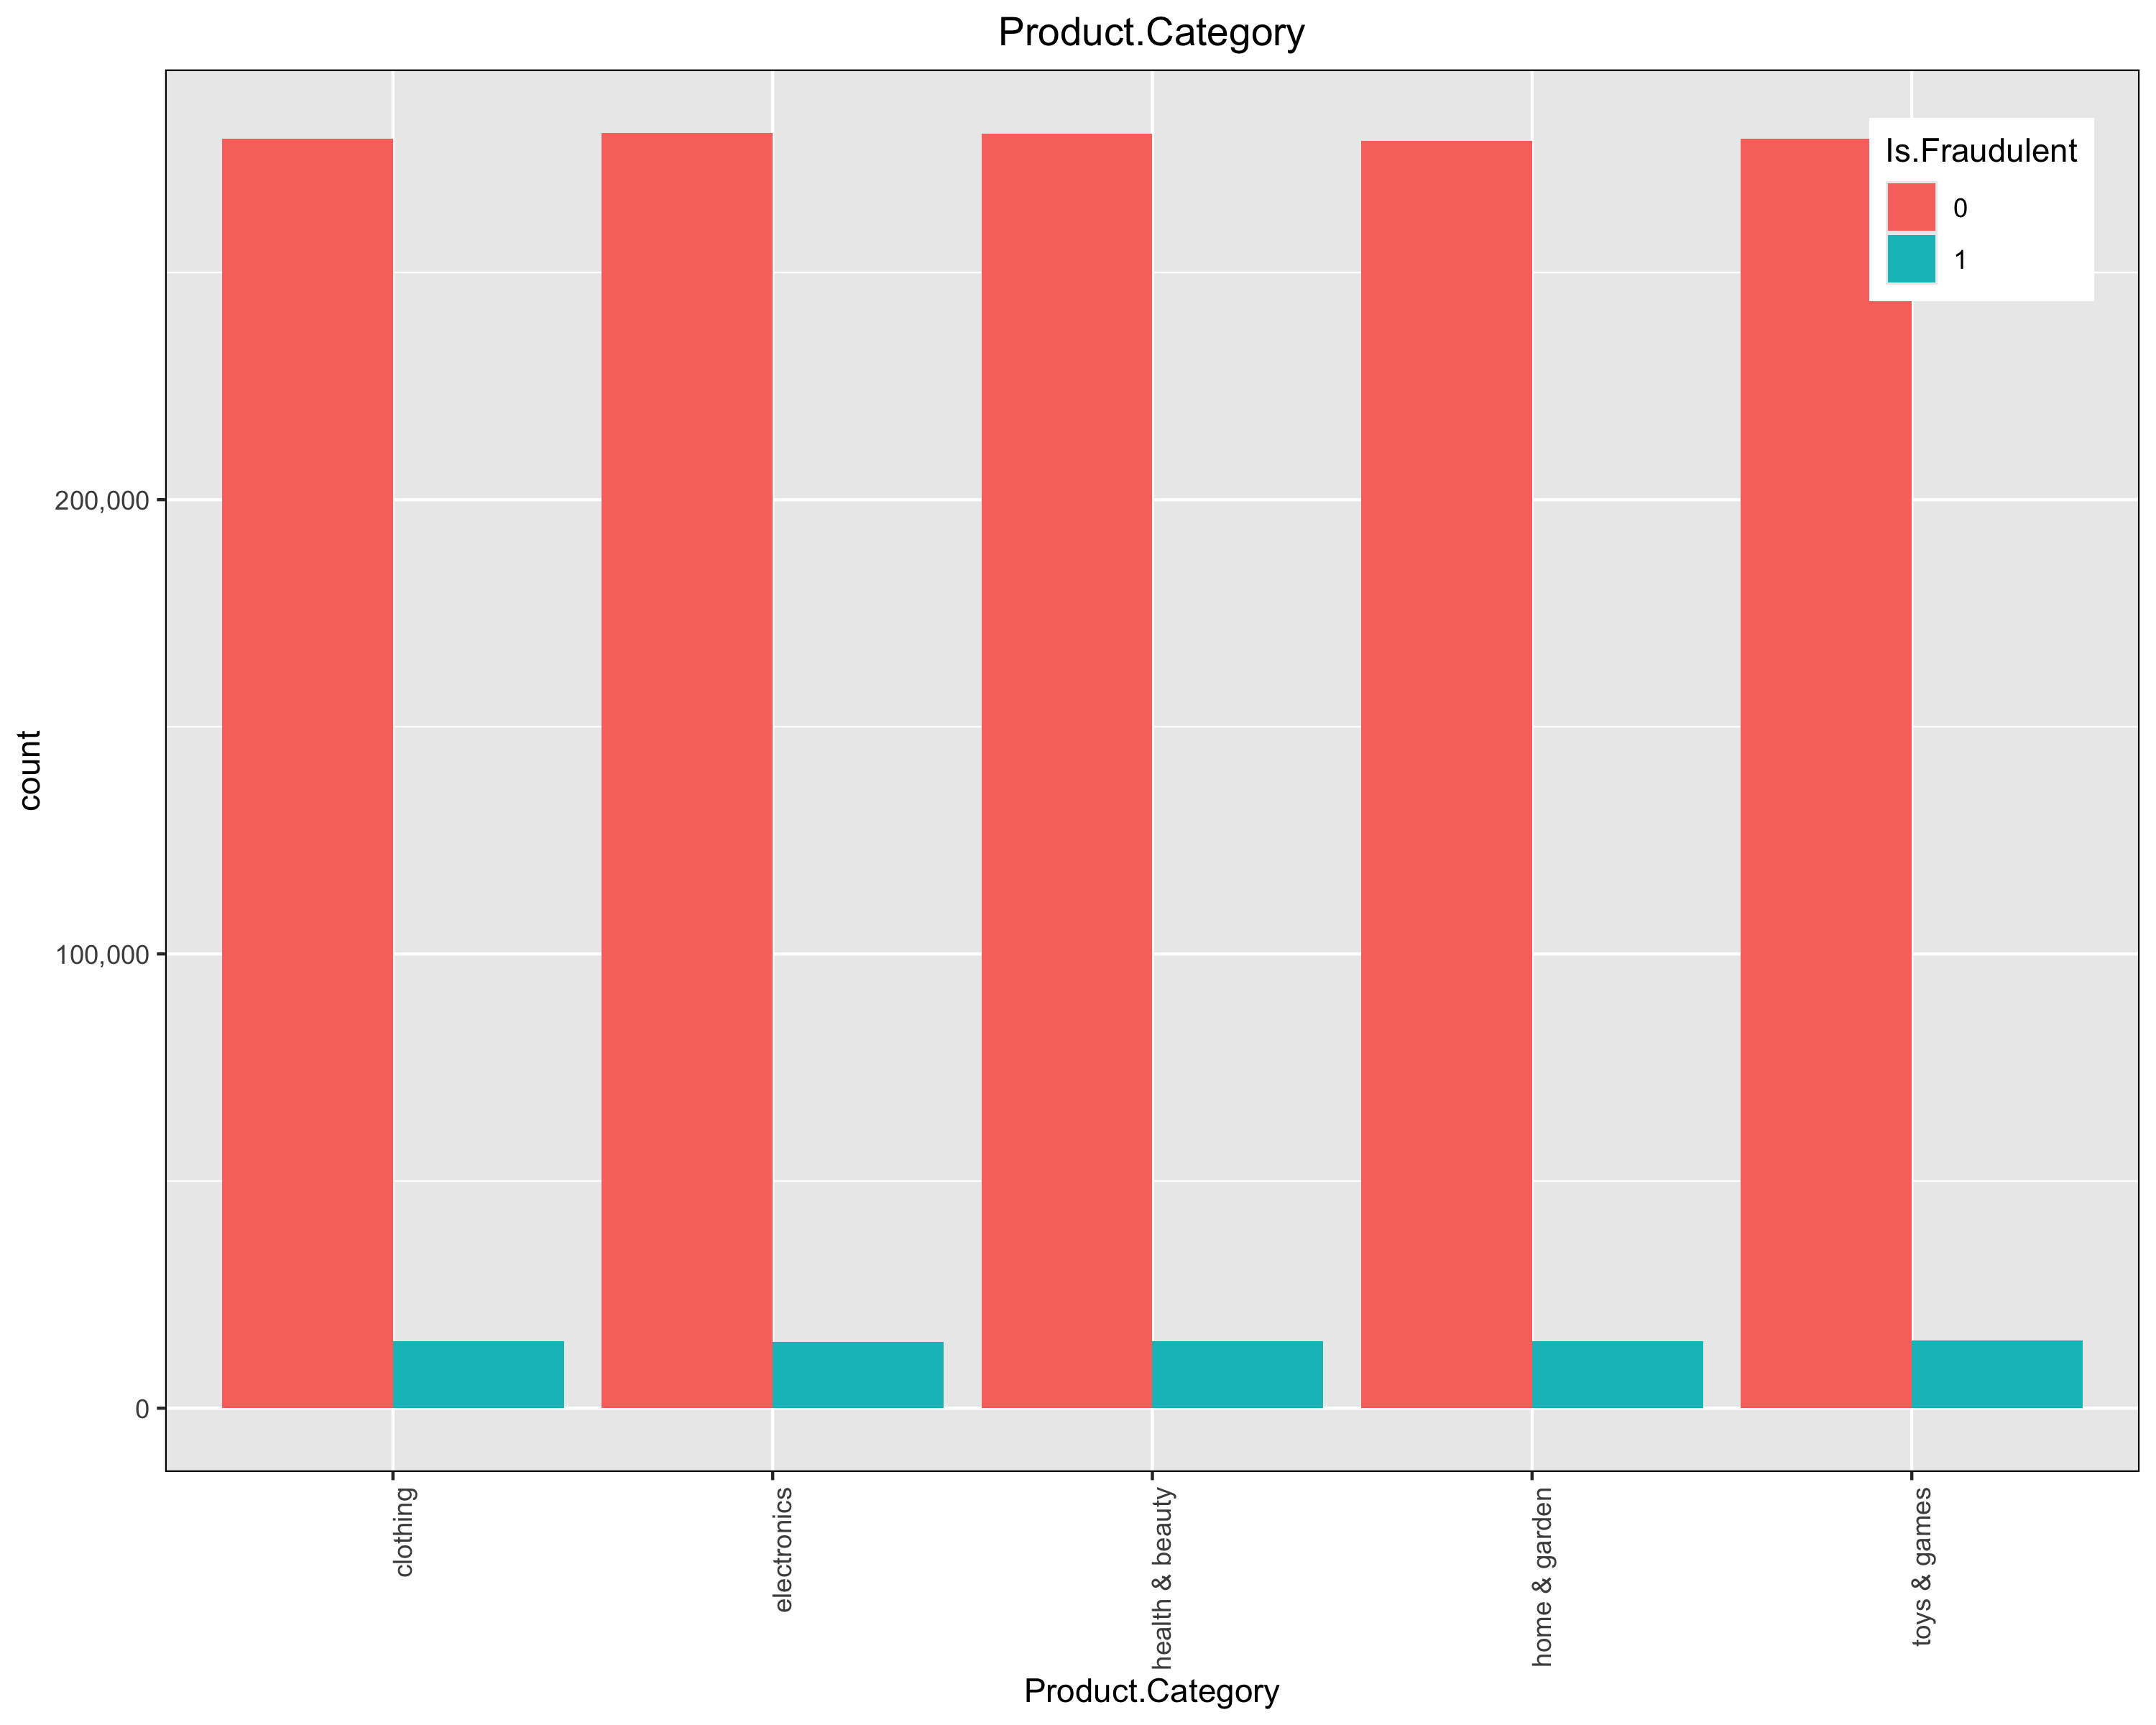 Product.Category
Is.Fraudulent
0
1
200,000
100,000
0
count
clothing
electronics
health & beauty
home & garden
toys & games
Product.Category